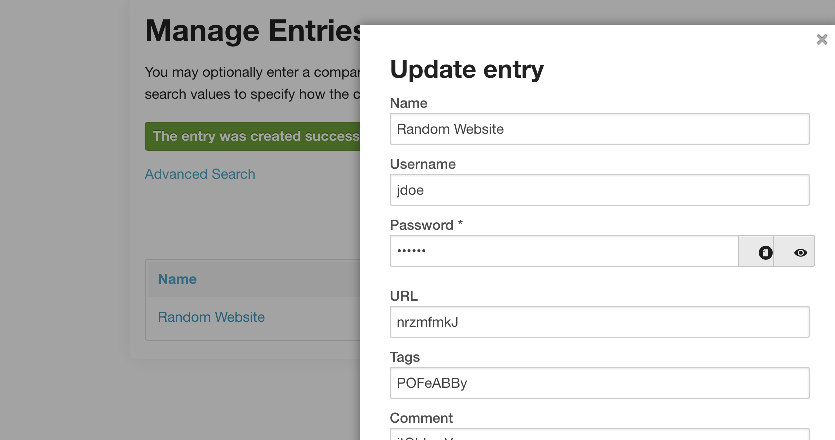 Manage Entries
You may optionally enter a compar
search values to specify how the c
The entry was created success
Advanced Search
Name
Random Website
Update entry
Name
Random Website
Username
jdoe
Password *
••••••
URL
nrzmfmkJ
Tags
POFeABBy
Comment